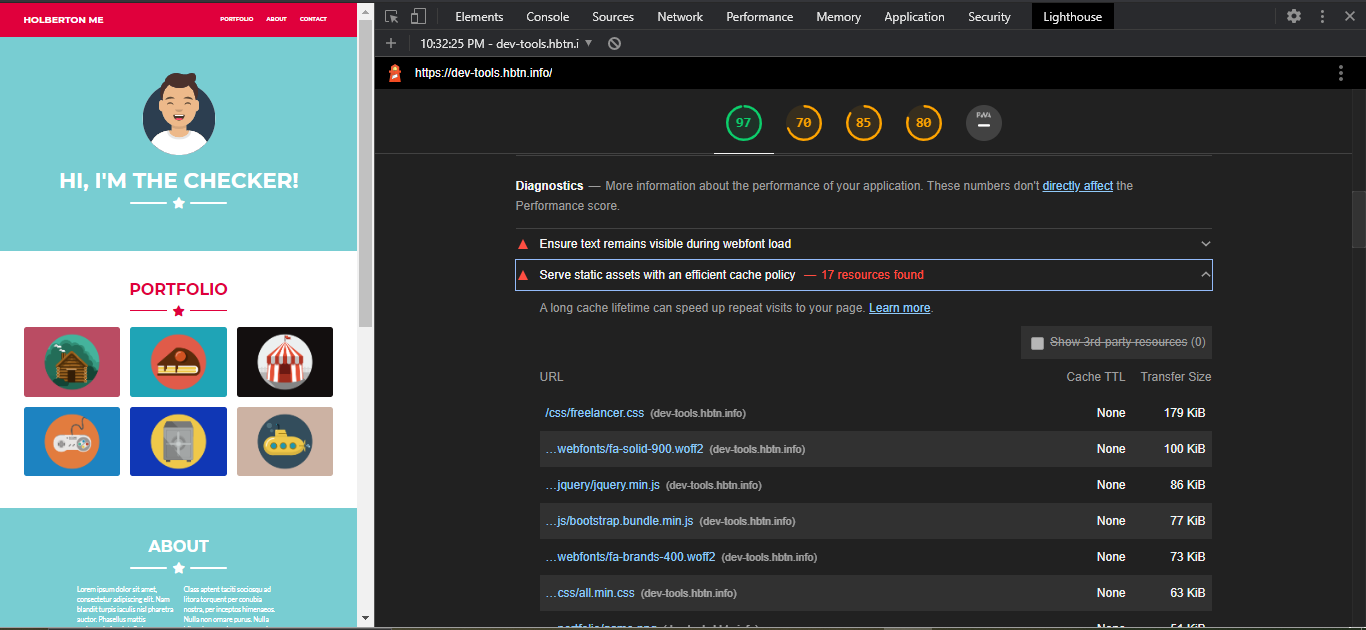 HOLBERTON ME
PORTFOLIO ABOUT CONTACT
HI, I'M THE CHECKER!
PORTFOLIO
ABOUT
Lorem ipsum dolor sit amet,
consectetur adipiscing elit. Nam
blandit turpis iaculis nisl pharetra
auctor. Phasellus mattis
Class aptent taciti sociosqu ad
litora torquent per conubia
nostra, per inceptos himenaeos.
Nulla non ornare purus. Nulla
Elements Console Sources Network Performance Memory Application Security Lighthouse
10:32:25 PM - dev-tools.hbtn.i
https://dev-tools.hbtn.info/
97 70 85 80 PWA
Diagnostics — More information about the performance of your application. These numbers don't directly affect the
Performance score.
Ensure text remains visible during webfont load
Serve static assets with an efficient cache policy — 17 resources found
A long cache lifetime can speed up repeat visits to your page. Learn more.
Show 3rd-party resources (0)
URL Cache TTL Transfer Size
/css/freelancer.css (dev-tools.hbtn.info) None 179 KiB
…webfonts/fa-solid-900.woff2 (dev-tools.hbtn.info) None 100 KiB
…jquery/jquery.min.js (dev-tools.hbtn.info) None 86 KiB
…js/bootstrap.bundle.min.js (dev-tools.hbtn.info) None 77 KiB
…webfonts/fa-brands-400.woff2 (dev-tools.hbtn.info) None 73 KiB
…css/all.min.css (dev-tools.hbtn.info) None 63 KiB